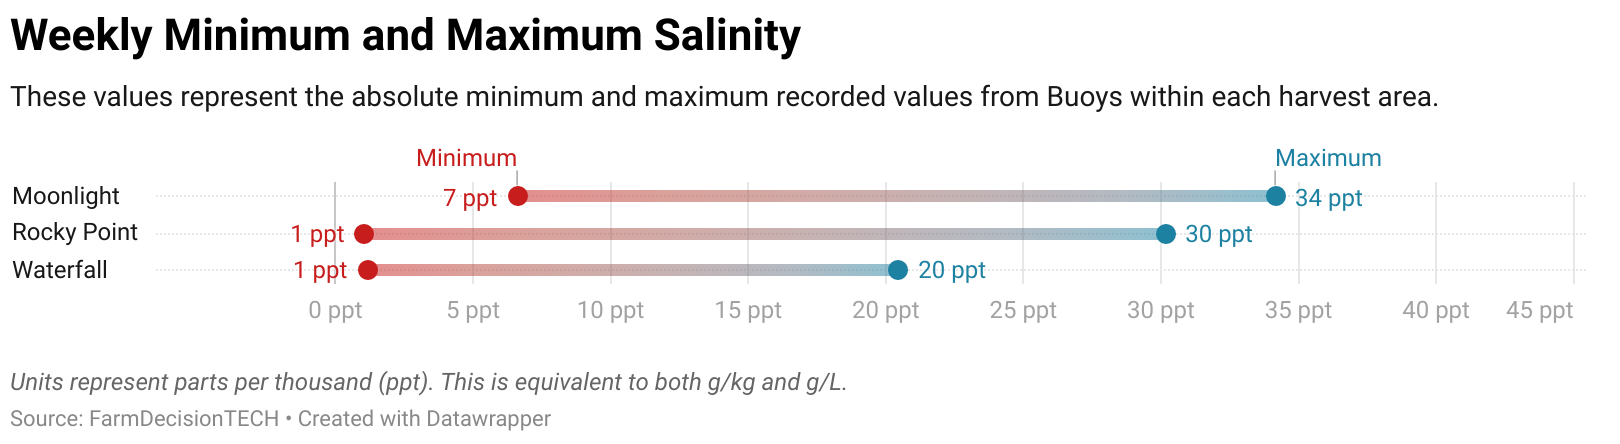 Weekly Minimum and Maximum Salinity
These values represent the absolute minimum and maximum recorded values from Buoys within each harvest area.
Minimum Maximum
Moonlight 7 ppt 34 ppt
Rocky Point 1 ppt 30 ppt
Waterfall 1 ppt 20 ppt
0 ppt 5 ppt 10 ppt 15 ppt 20 ppt 25 ppt 30 ppt 35 ppt 40 ppt 45 ppt
Units represent parts per thousand (ppt). This is equivalent to both g/kg and g/L.
Source: FarmDecisionTECH • Created with Datawrapper